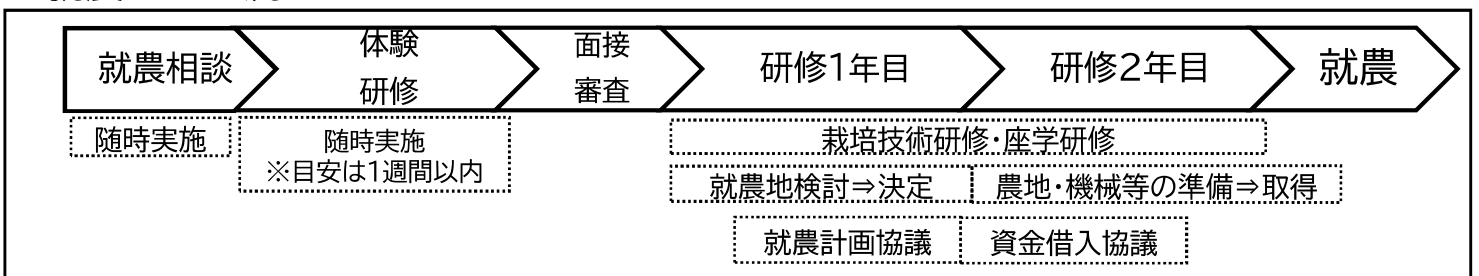 就農相談
体験
研修
面接
審査
研修1年目
研修2年目
就農
随時実施
随時実施
※目安は1週間以内
栽培技術研修・座学研修
就農地検討⇒決定
農地・機械等の準備⇒取得
就農計画協議
資金借入協議